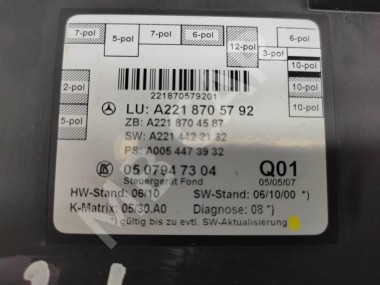 7-pol 7-pol
5-pol 6-pol 6-pol
12-pol 3-pol
10-pol
10-pol
10-pol
2-pol
5-pol
221870579201
LU: A221 870 57 92
ZB: A221 870 45 87
SW: A221 442 21 32
PS: A005 447 39 32
05 0794 73 04 Q01
Steuergerät Fond 05/05/07
HW-Stand: 06/10 SW-Stand: 06/10/00 *)
K-Matrix: 05/30.A0 Diagnose: 08 *)
*) gültig bis zu evtl. SW-Aktualisierung